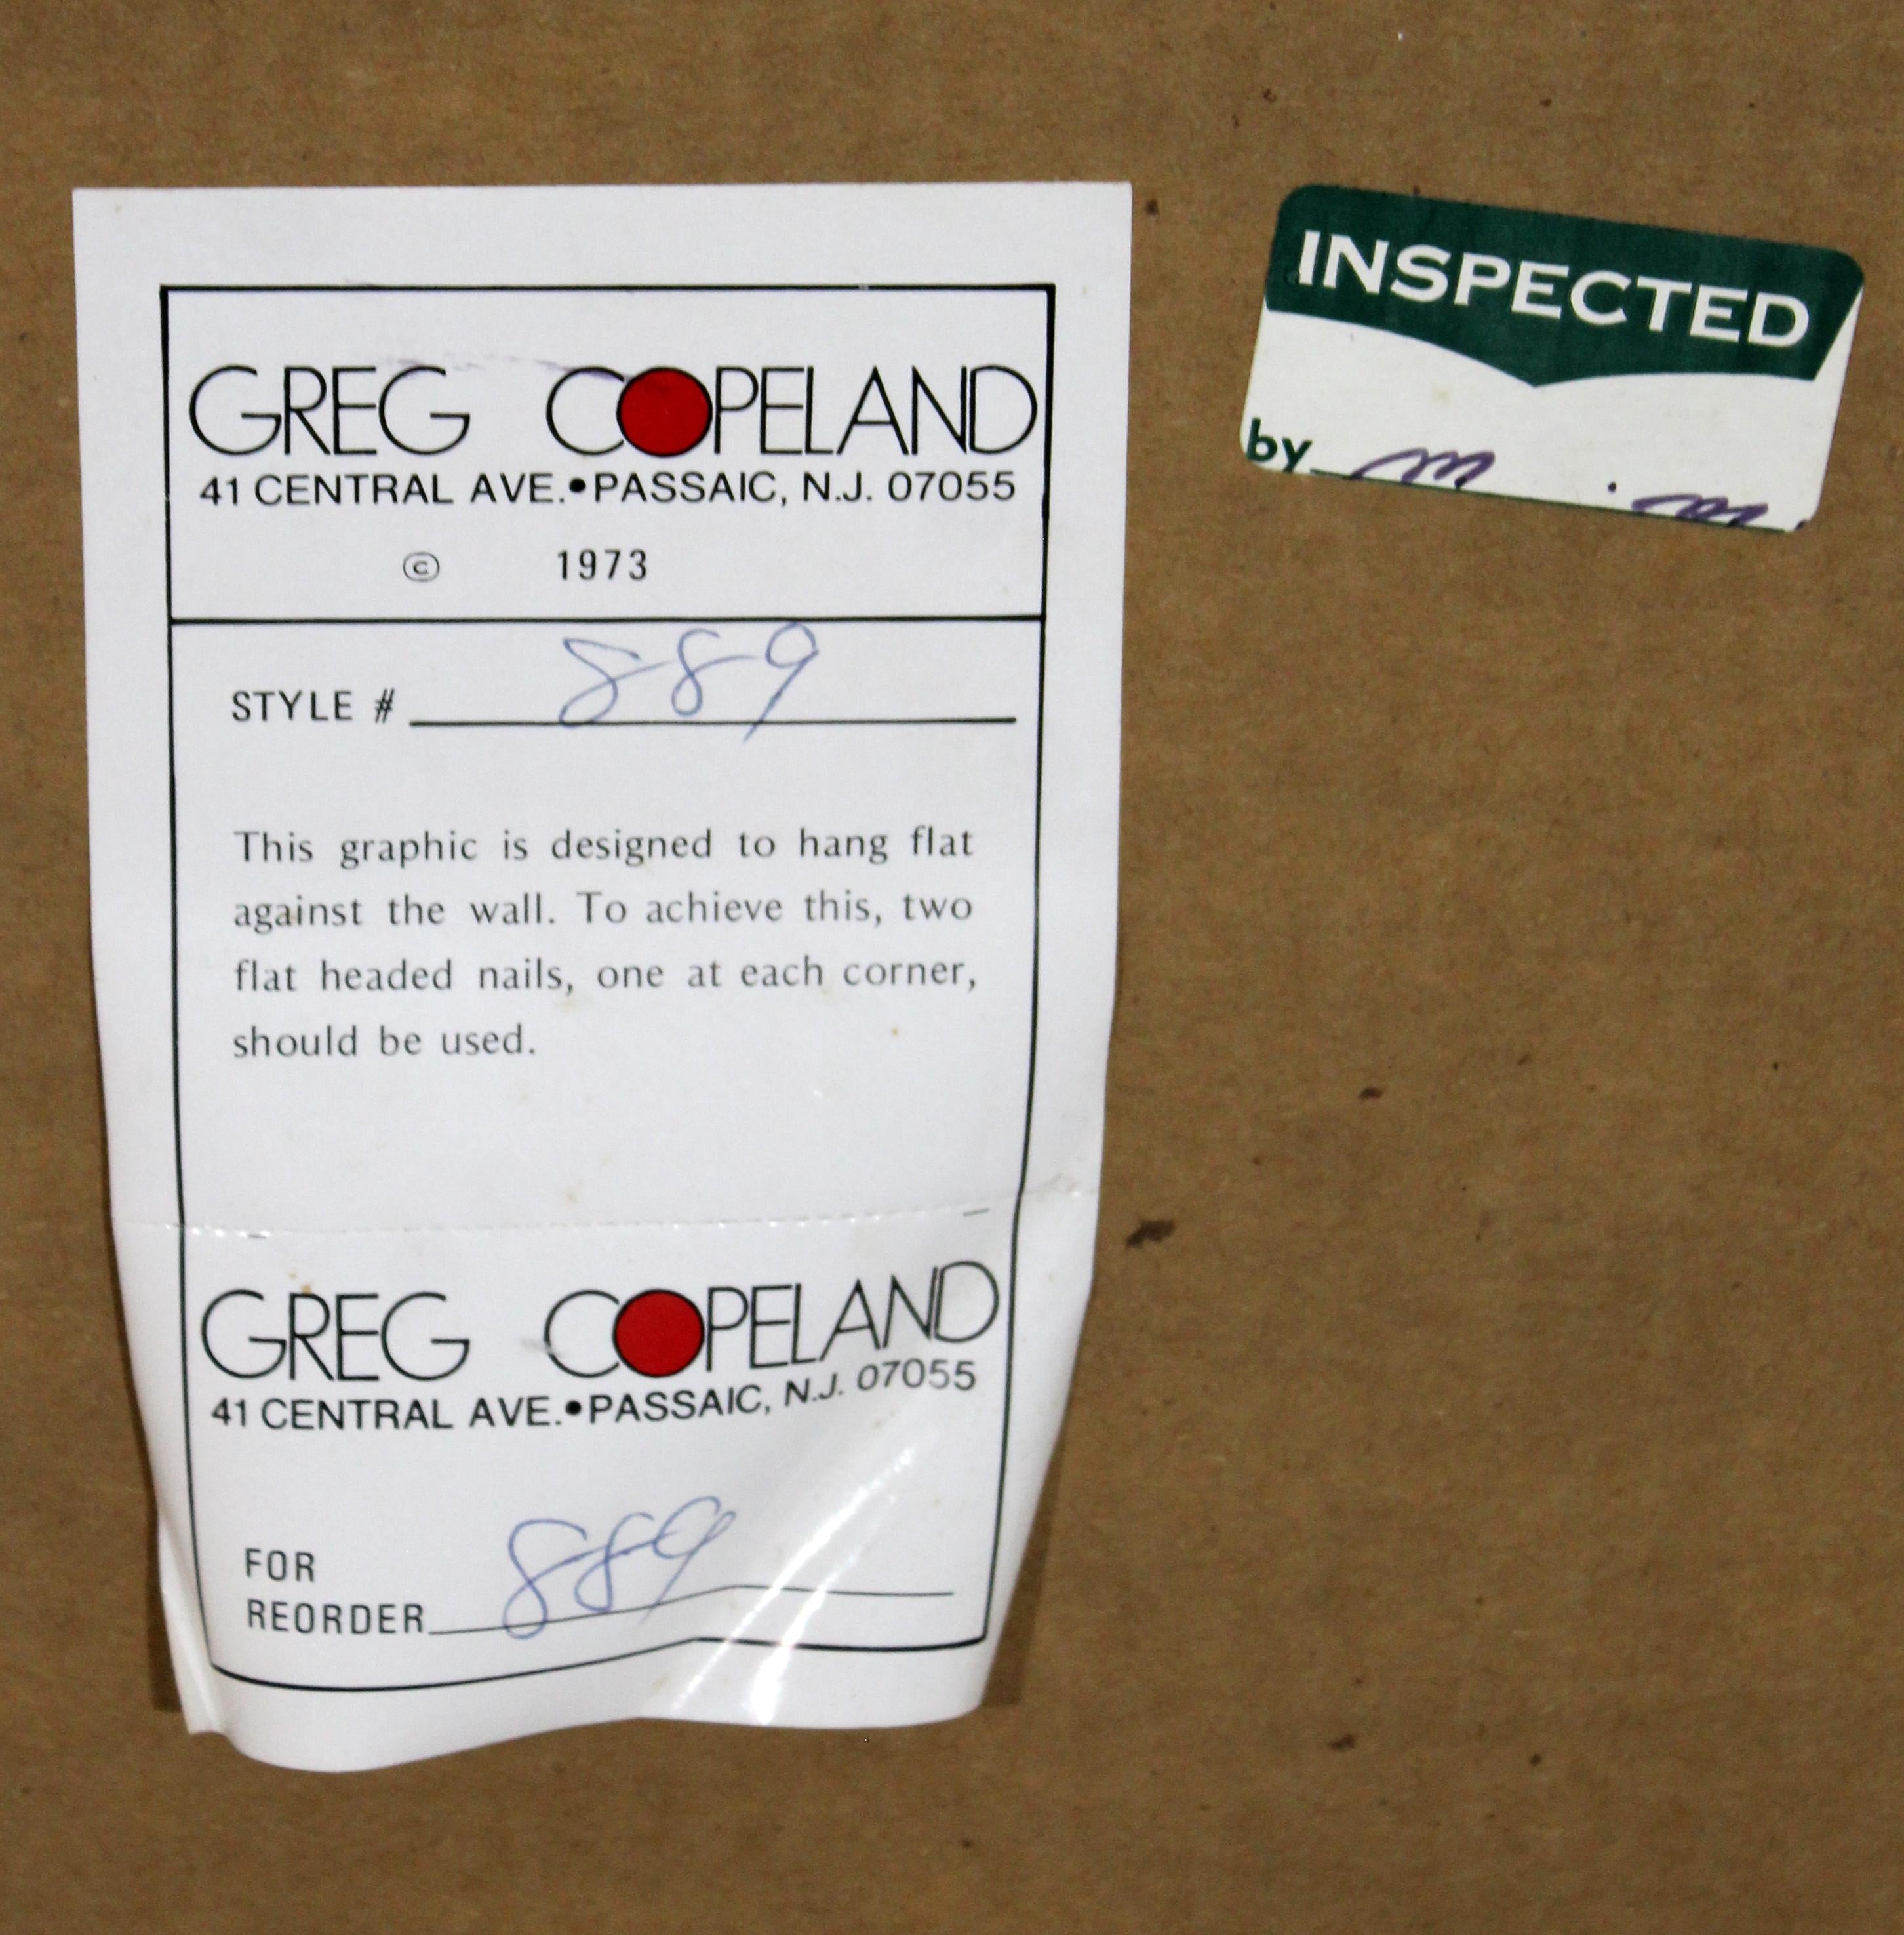 GREG COPELAND
41 CENTRAL AVE.•PASSAIC, N.J. 07055
© 1973
STYLE # 889
This graphic is designed to hang flat
against the wall. To achieve this, two
flat headed nails, one at each corner,
should be used.
GREG COPELAND
41 CENTRAL AVE.•PASSAIC, N.J. 07055
FOR
REORDER 889
INSPECTED
by